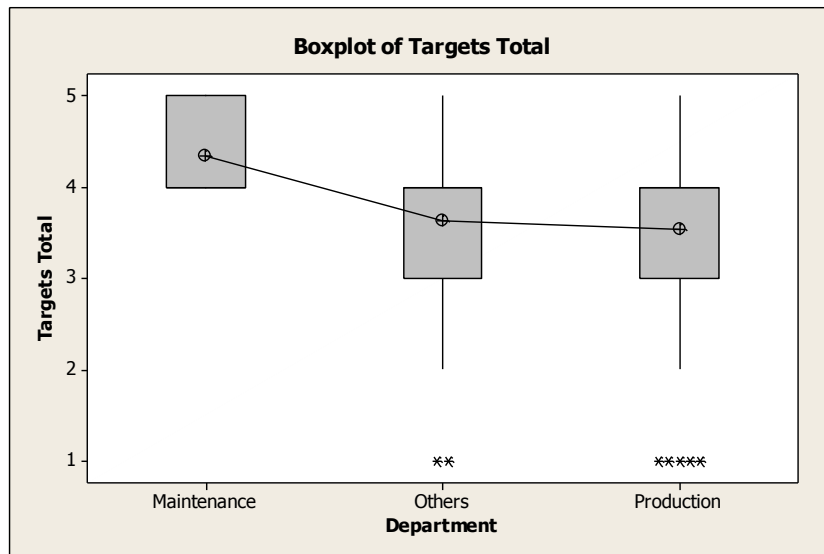 Boxplot of Targets Total
5
4
3
2
1
Targets Total
Maintenance Others Production
Department